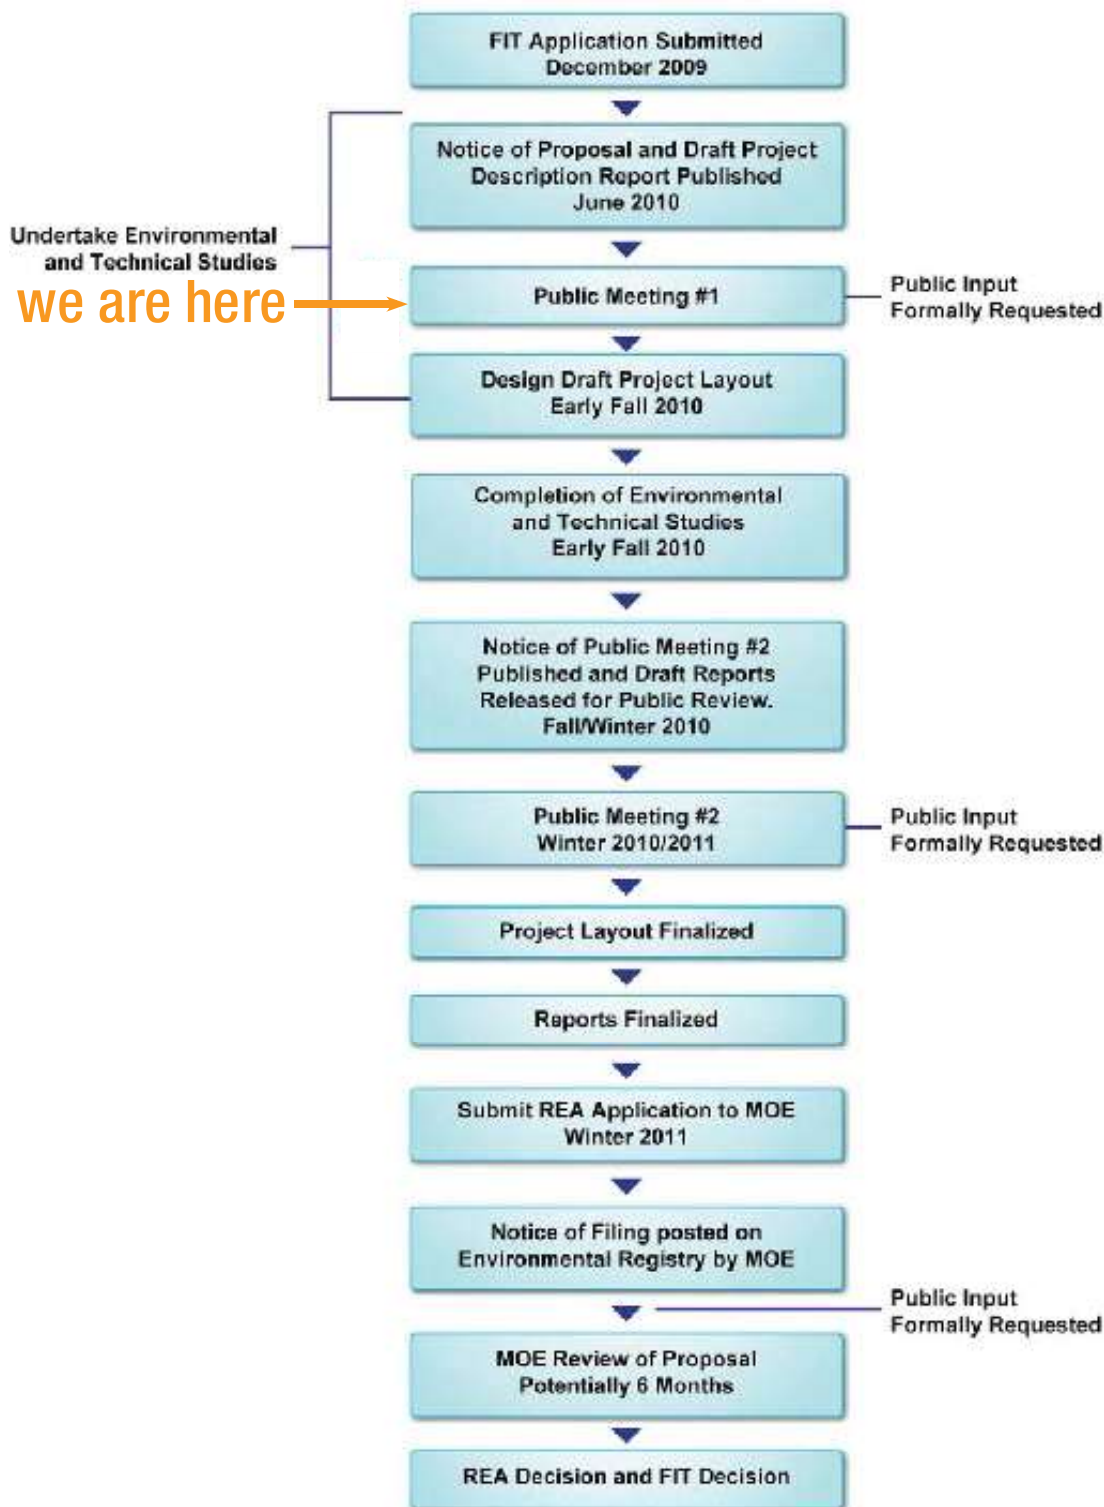 FIT Application Submitted
December 2009
Notice of Proposal and Draft Project
Description Report Published
June 2010
Undertake Environmental
and Technical Studies
we are here
Public Meeting #1
Public Input
Formally Requested
Design Draft Project Layout
Early Fall 2010
Completion of Environmental
and Technical Studies
Early Fall 2010
Notice of Public Meeting #2
Published and Draft Reports
Released for Public Review.
Fall/Winter 2010
Public Meeting #2
Winter 2010/2011
Public Input
Formally Requested
Project Layout Finalized
Reports Finalized
Submit REA Application to MOE
Winter 2011
Notice of Filing posted on
Environmental Registry by MOE
Public Input
Formally Requested
MOE Review of Proposal
Potentially 6 Months
REA Decision and FIT Decision